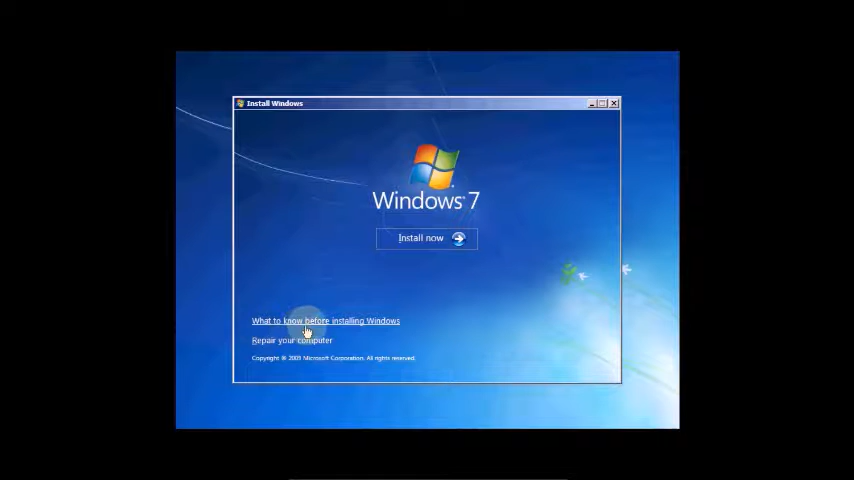 Install Windows
Windows 7
Install now
What to know before installing Windows
Repair your computer
Copyright © 2009 Microsoft Corporation. All rights reserved.